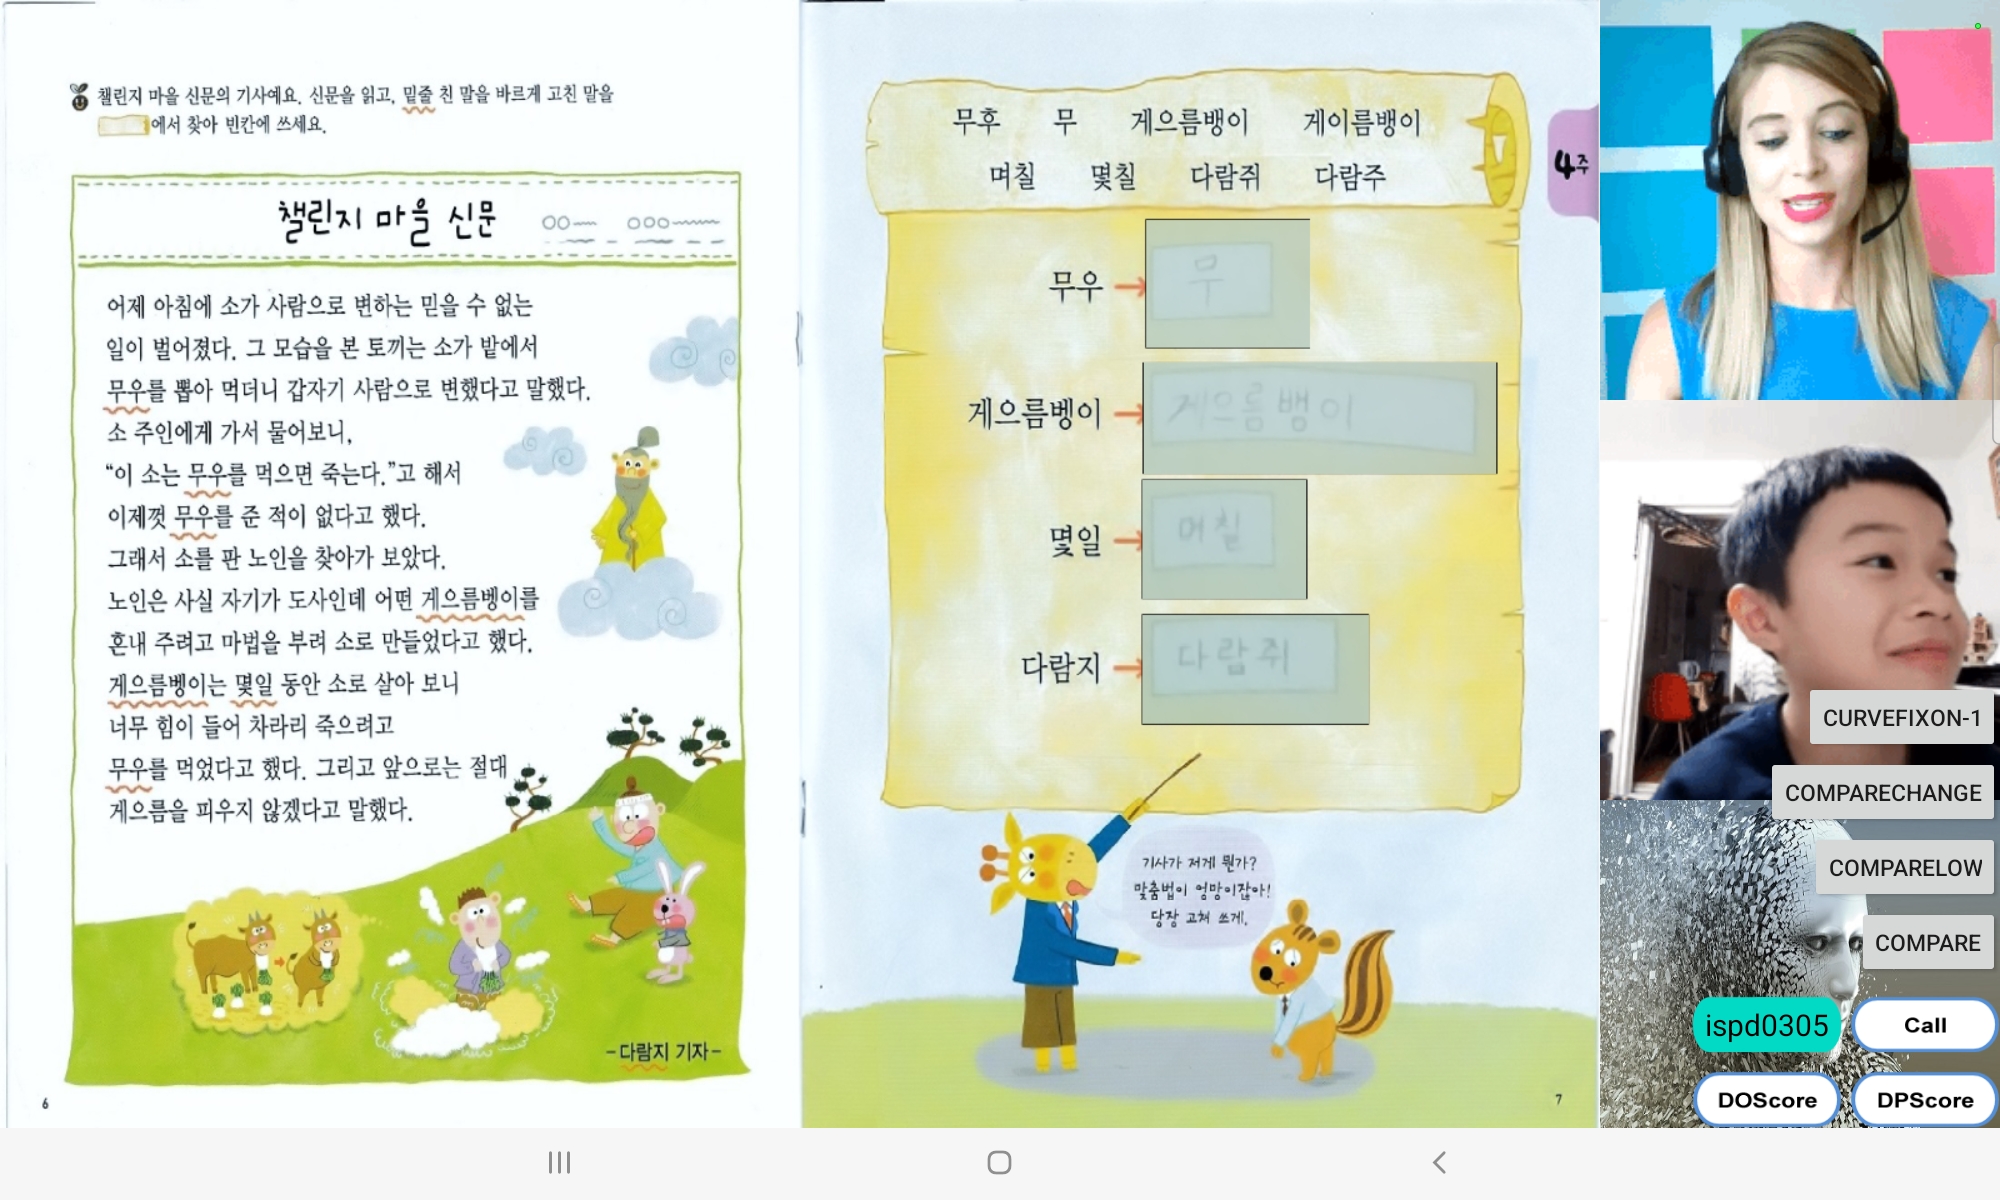 챌린지 마을 신문의 기사예요. 신문을 읽고, 밑줄 친 말을 바르게 고친 말을
에서 찾아 빈칸에 쓰세요.
챌린지 마을 신문
어제 아침에 소가 사람으로 변하는 믿을 수 없는
일이 벌어졌다. 그 모습을 본 토끼는 소가 밭에서
무우를 뽑아 먹더니 갑자기 사람으로 변했다고 말했다.
소 주인에게 가서 물어보니,
“이 소는 무우를 먹으면 죽는다.”고 해서
이제껏 무우를 준 적이 없다고 했다.
그래서 소를 판 노인을 찾아가 보았다.
노인은 사실 자기가 도사인데 어떤 게으름벵이를
혼내 주려고 마법을 부려 소로 만들었다고 했다.
게으름벵이는 몇일 동안 소로 살아 보니
너무 힘이 들어 차라리 죽으려고
무우를 먹었다고 했다. 그리고 앞으로는 절대
게으름을 피우지 않겠다고 말했다.
-다람지 기자-
6
무후 무 게으름뱅이 게이름뱅이
며칠 몇칠 다람쥐 다람주
4주
무우 → 무
게으름벵이 → 게으름뱅이
몇일 → 며칠
다람지 → 다람쥐
기사가 저게 뭔가?
맞춤법이 엉망이잖아!
당장 고쳐 쓰게.
7
CURVEFIXON-1
COMPARECHANGE
COMPARELOW
COMPARE
ispd0305 Call
DOScore DPScore